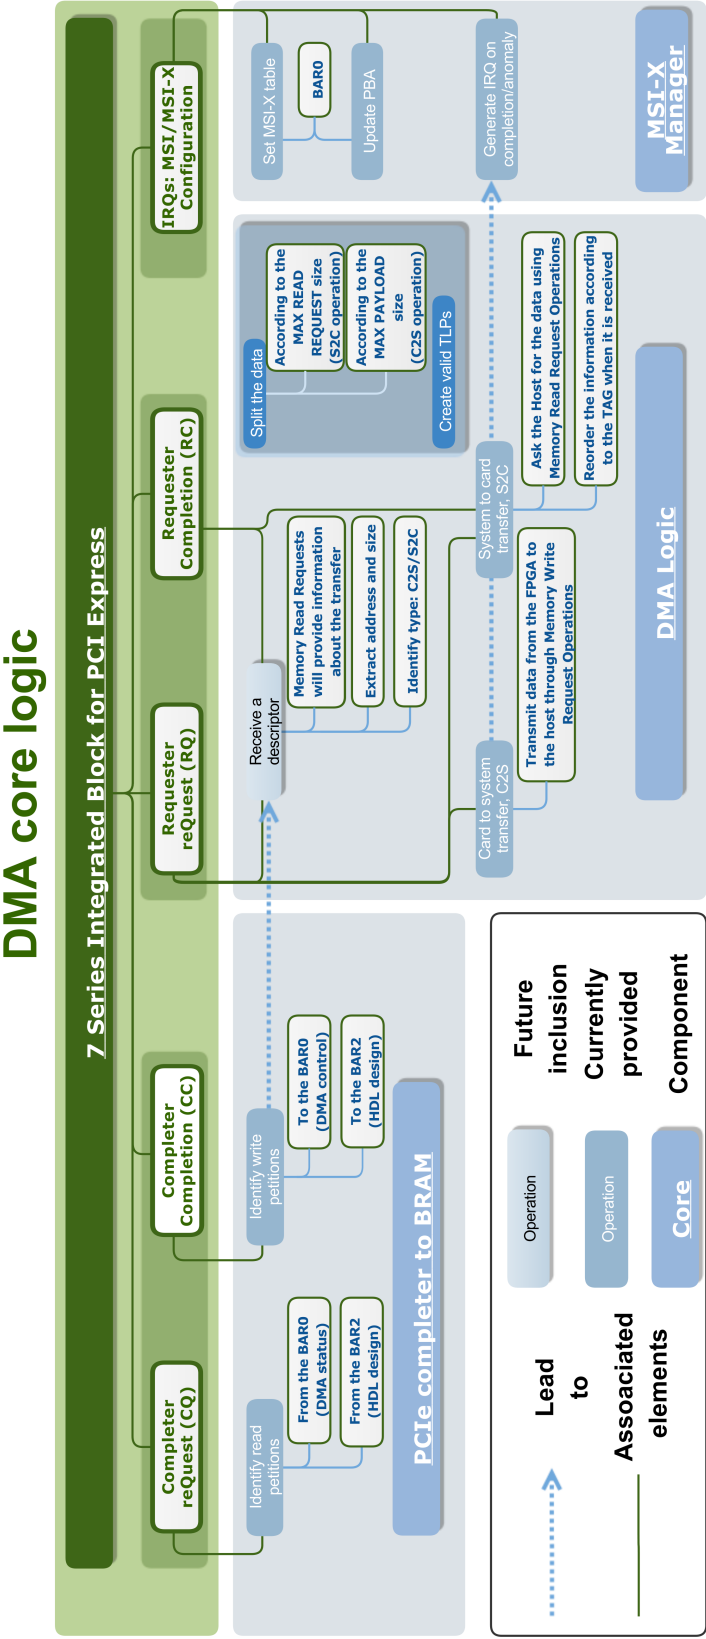 DMA core logic
7 Series Integrated Block for PCI Express
Completer
reQuest (CQ)
Completer
Completion (CC)
Requester
reQuest (RQ)
Requester
Completion (RC)
IRQs: MSI/MSI-X
Configuration
Identify read
petitions
From the BAR0
(DMA status)
From the BAR2
(HDL design)
Identify write
petitions
To the BAR0
(DMA control)
To the BAR2
(HDL design)
PCIe completer to BRAM
Receive a
descriptor
Memory Read Requests
will provide information
about the transfer
Extract address and size
Identify type: C2S/S2C
Split the data
According to the
MAX READ
REQUEST size
(S2C operation)
According to the
MAX PAYLOAD
size
(C2S operation)
Create valid TLPs
Card to system
transfer, C2S
Transmit data from the FPGA to
the host through Memory Write
Request Operations
System to card
transfer, S2C
Ask the Host for the data using
Memory Read Request Operations
Reorder the information according
to the TAG when it is received
DMA Logic
Set MSI-X table
BAR0
Update PBA
Generate IRQ on
completion/anomaly
MSI-X
Manager
Lead
to
Assoaciated
elements
Operation
Future
inclusion
Operation
Currently
provided
Core
Component